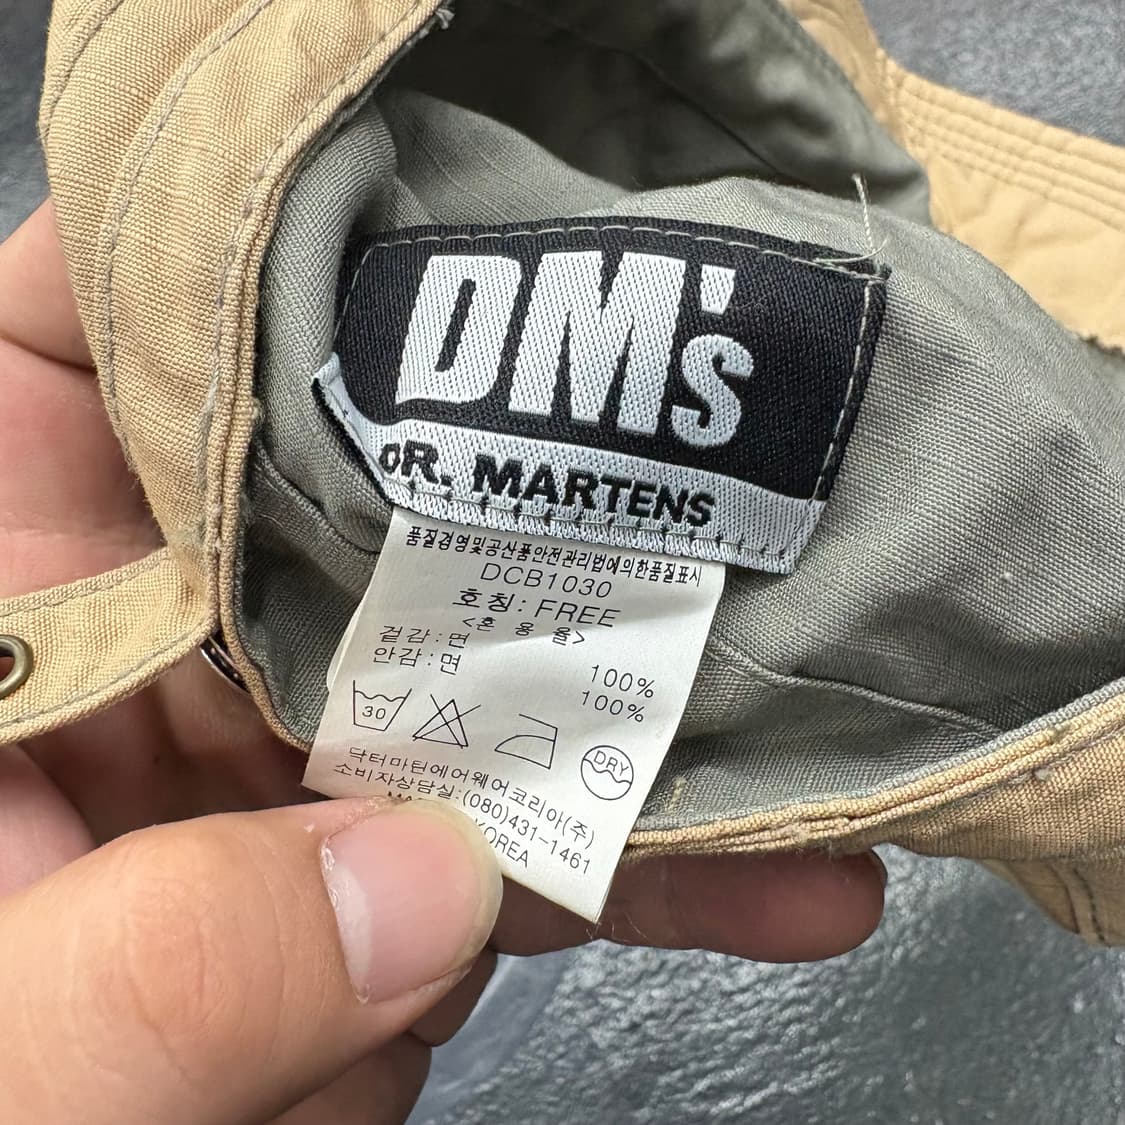 DM's
DR. MARTENS
품질경영및공산품안전관리법에의한품질표시
DCB1030
호칭: FREE
<혼 용 율>
겉감:면 100%
안감:면 100%
30
DRY
닥터마틴에어웨어코리아(주)
소비자상담실:(080)431-1461
KOREA